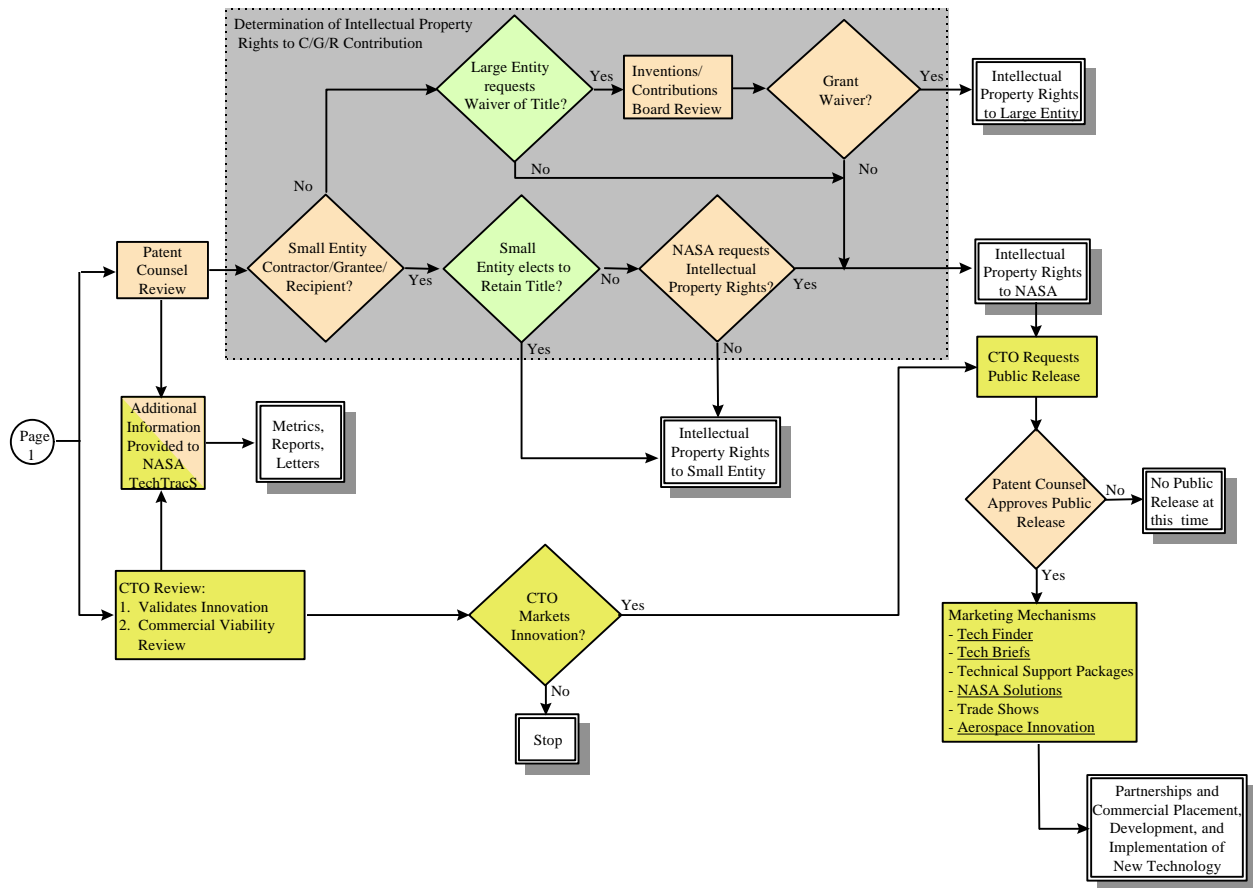 Determination of Intellectual Property
Rights to C/G/R Contribution
Large Entity
requests
Waiver of Title?
Yes
Inventions/
Contributions
Board Review
Grant
Waiver?
Yes
Intellectual
Property Rights
to Large Entity
No
No
No
Patent
Counsel
Review
Small Entity
Contractor/Grantee/
Recipient?
Yes
Small
Entity elects to
Retain Title?
No
NASA requests
Intellectual
Property Rights?
Yes
Intellectual
Property Rights
to NASA
Yes
No
CTO Requests
Public Release
Page
1
Additional
Information
Provided to
NASA
TechTracS
Metrics,
Reports,
Letters
Intellectual
Property Rights
to Small Entity
Patent Counsel
Approves Public
Release
No
No Public
Release at
this time
Yes
CTO Review:
1. Validates Innovation
2. Commercial Viability
Review
CTO
Markets
Innovation?
Yes
No
Stop
Marketing Mechanisms
- Tech Finder
- Tech Briefs
- Technical Support Packages
- NASA Solutions
- Trade Shows
- Aerospace Innovation
Partnerships and
Commercial Placement,
Development, and
Implementation of
New Technology